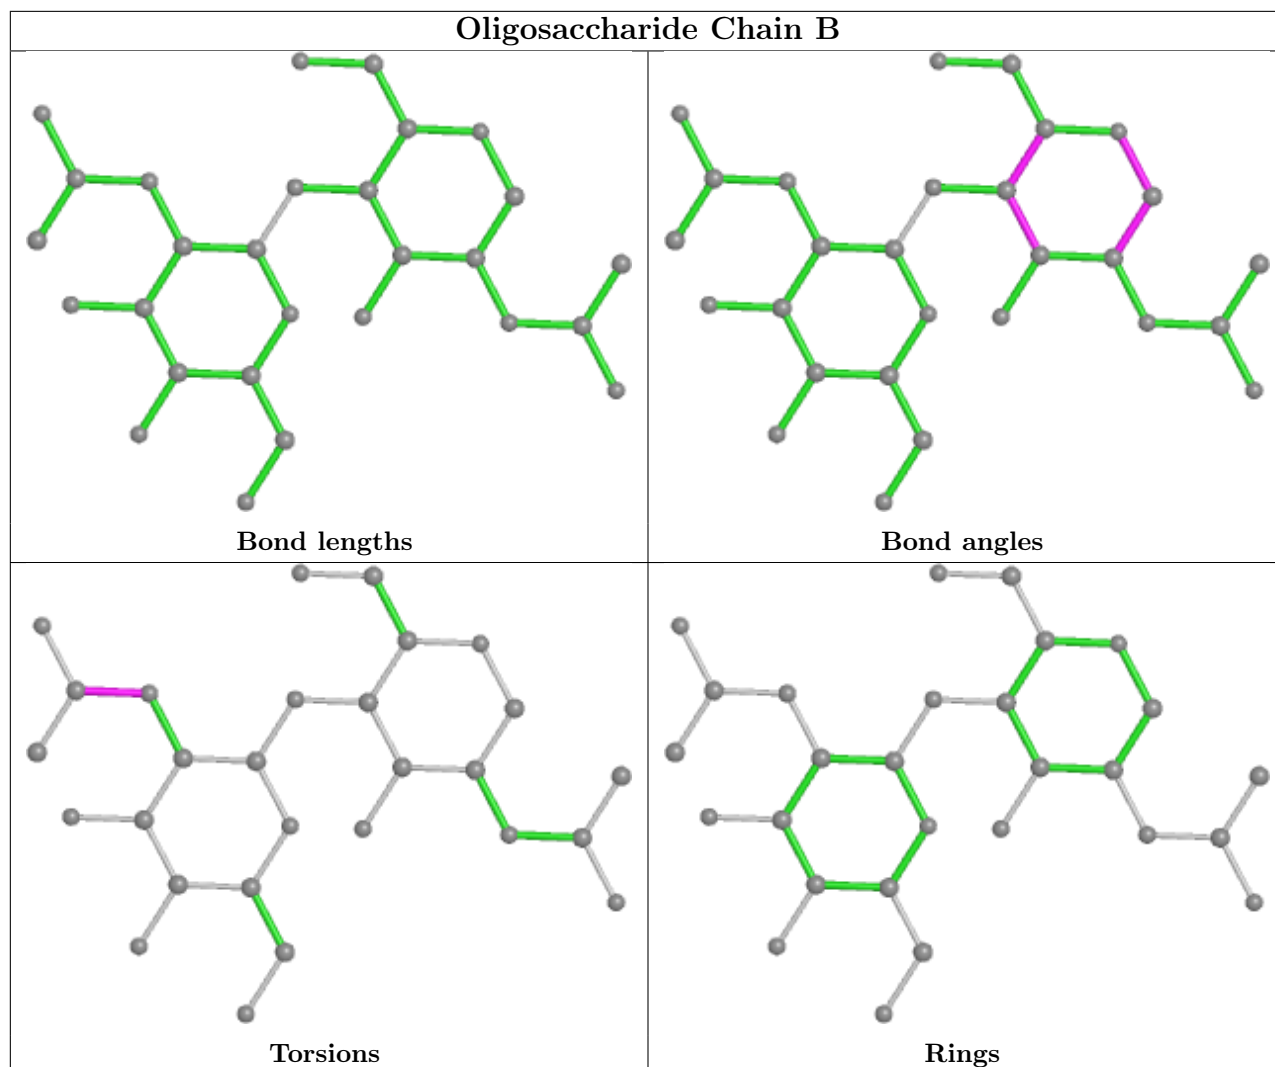 Oligosaccharide Chain B
Bond lengths
Bond angles
Torsions
Rings